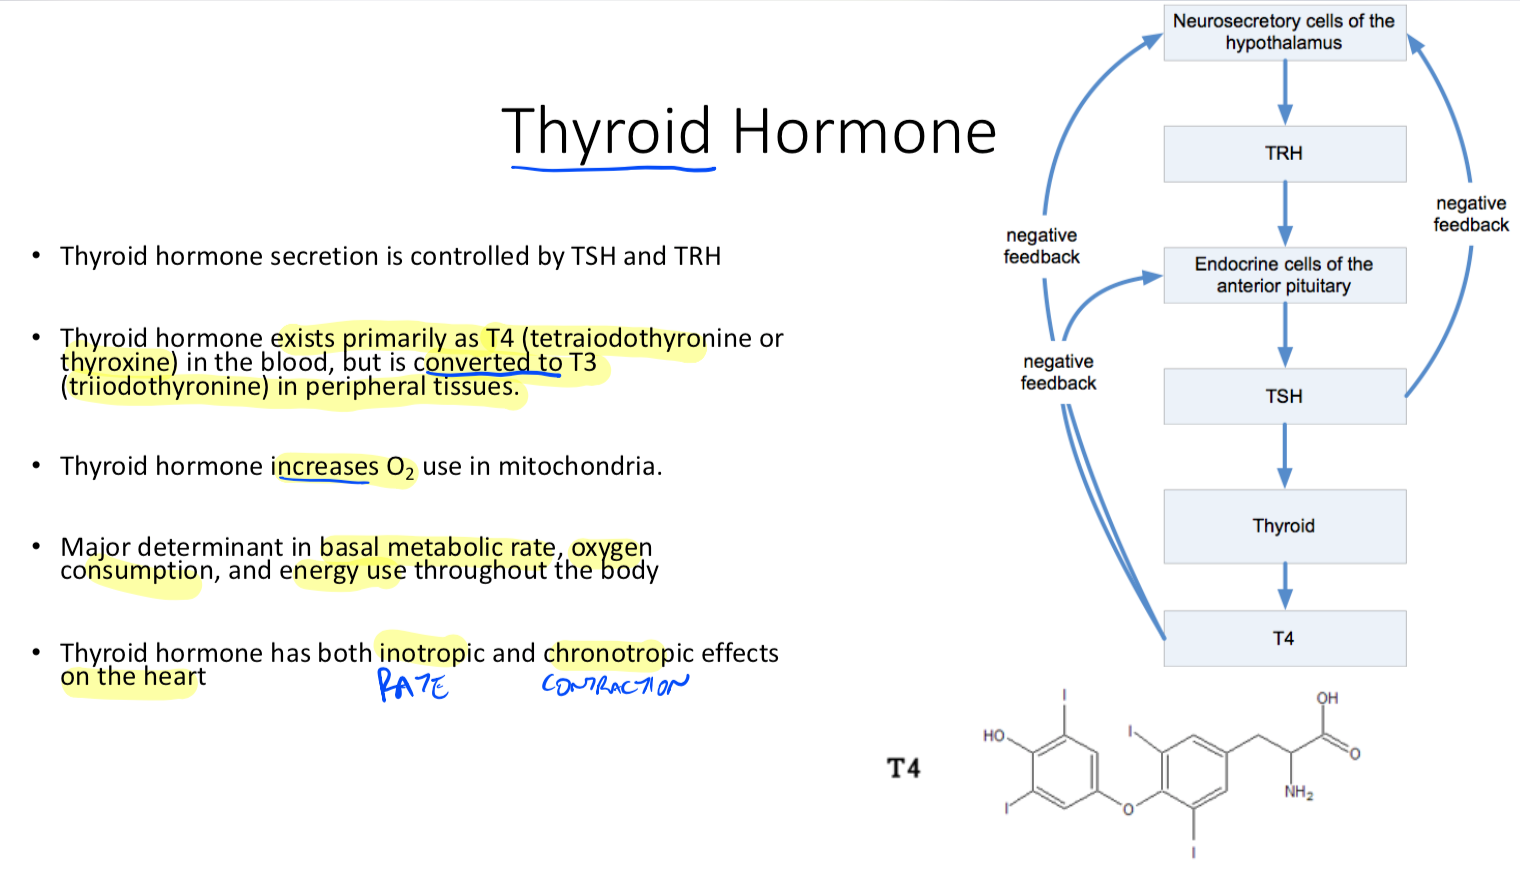 Thyroid Hormone
• Thyroid hormone secretion is controlled by TSH and TRH
• Thyroid hormone exists primarily as T4 (tetraiodothyronine or
thyroxine) in the blood, but is converted to T3
(triiodothyronine) in peripheral tissues.
• Thyroid hormone increases O₂ use in mitochondria.
• Major determinant in basal metabolic rate, oxygen
consumption, and energy use throughout the body
• Thyroid hormone has both inotropic and chronotropic effects
on the heart
RATE CONTRACTION
Neurosecretory cells of the
hypothalamus
TRH
negative
feedback
negative
feedback
Endocrine cells of the
anterior pituitary
negative
feedback
TSH
Thyroid
T4
T4
HO
I
I
O
I
I
NH₂
OH
O